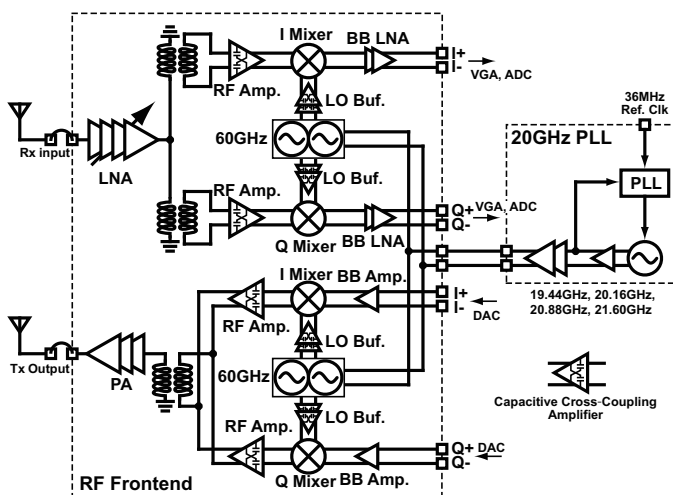 I Mixer
BB LNA
I+
I-
VGA, ADC
RF Amp.
LO Buf.
36MHz
Ref. Clk
20GHz PLL
Rx input
LNA
60GHz
PLL
RF Amp.
LO Buf.
Q+
Q-
VGA, ADC
Q Mixer
BB LNA
I Mixer
BB Amp.
I+
I-
DAC
19.44GHz, 20.16GHz,
20.88GHz, 21.60GHz
RF Amp.
LO Buf.
Tx Output
PA
60GHz
RF Amp.
LO Buf.
Capacitive Cross-Coupling
Amplifier
Q+
Q-
DAC
Q Mixer
BB Amp.
RF Frontend